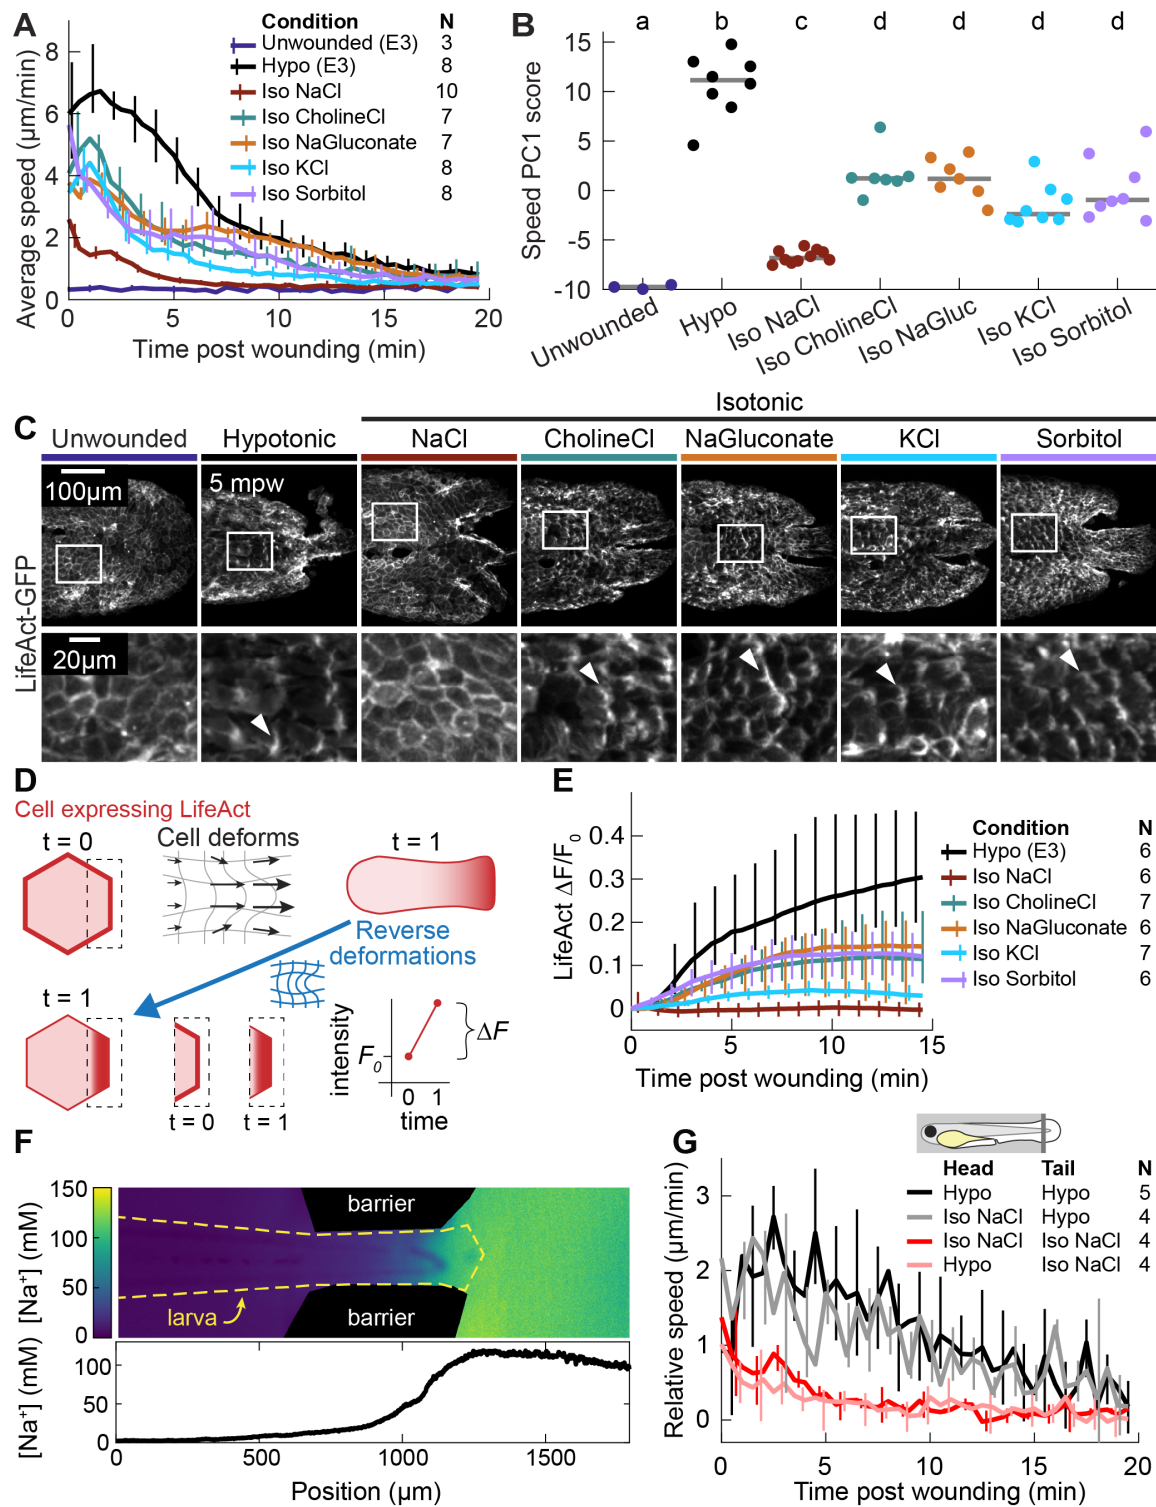 A
Average speed (µm/min)
8
6
4
2
0
0
5
10
15
20
Time post wounding (min)
Condition N
Unwounded (E3) 3
Hypo (E3) 8
Iso NaCl 10
Iso CholineCl 7
Iso NaGluconate 7
Iso KCl 8
Iso Sorbitol 8
B
a b c d d d d
Speed PC1 score
15
10
5
0
-5
-10
Unwounded
Hypo
Iso NaCl
Iso CholineCl
Iso NaGluc
Iso KCl
Iso Sorbitol
C
Isotonic
Unwounded Hypotonic NaCl CholineCl NaGluconate KCl Sorbitol
LifeAct-GFP
100µm
5 mpw
20µm
D
Cell expressing LifeAct
t = 0
Cell deforms
t = 1
Reverse
deformations
t = 1
t = 0
t = 1
intensity
F0
ΔF
0 1
time
E
LifeAct ΔF/F0
0.4
0.3
0.2
0.1
0
0 5 10 15
Time post wounding (min)
Condition N
Hypo (E3) 6
Iso NaCl 6
Iso CholineCl 7
Iso NaGluconate 6
Iso KCl 7
Iso Sorbitol 6
F
[Na⁺] (mM)
150
100
50
0
barrier
larva
barrier
[Na⁺] (mM)
100
50
0
0 500 1000 1500
Position (µm)
G
Head Tail N
Hypo Hypo 5
Iso NaCl Hypo 4
Iso NaCl Iso NaCl 4
Hypo Iso NaCl 4
Relative speed (µm/min)
3
2
1
0
0 5 10 15 20
Time post wounding (min)